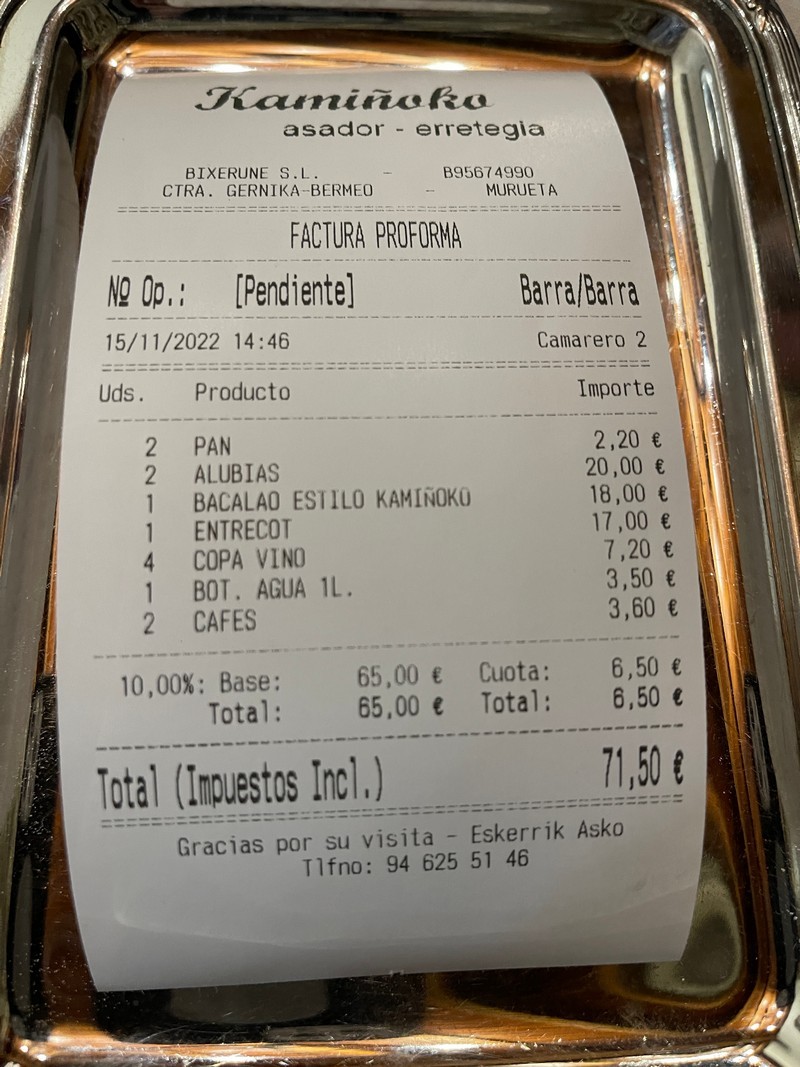 Kamiñoko
asador - erretegia
BIXERUNE S.L. - B95674990
CTRA. GERNIKA-BERMEO - MURUETA
FACTURA PROFORMA
Nº Op.: [Pendiente] Barra/Barra
15/11/2022 14:46 Camarero 2
Uds. Producto Importe
2 PAN 2,20 €
2 ALUBIAS 20,00 €
1 BACALAO ESTILO KAMIÑOKO 18,00 €
1 ENTRECOT 17,00 €
4 COPA VINO 7,20 €
1 BOT. AGUA 1L. 3,50 €
2 CAFES 3,60 €
10,00%: Base: 65,00 € Cuota: 6,50 €
Total: 65,00 € Total: 6,50 €
Total (Impuestos Incl.) 71,50 €
Gracias por su visita - Eskerrik Asko
Tlfno: 94 625 51 46